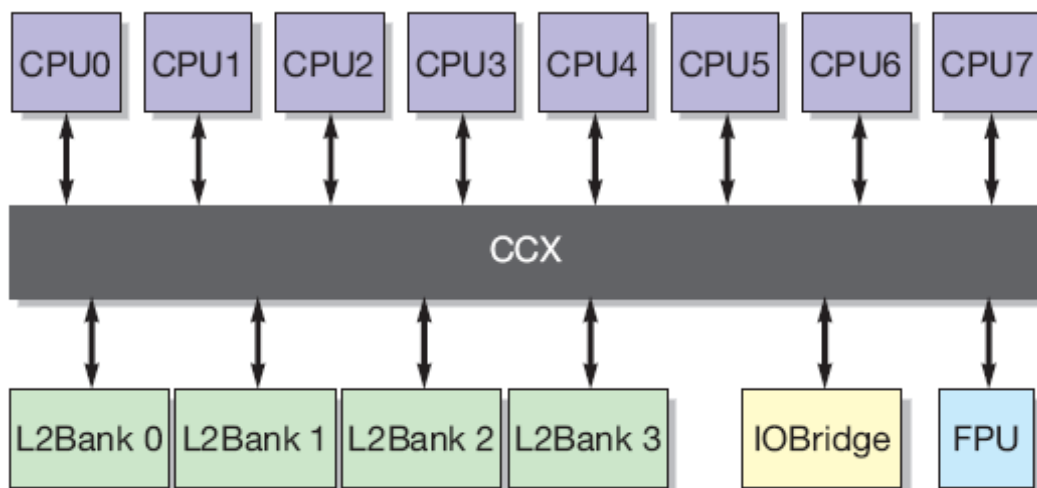 CPU0 CPU1 CPU2 CPU3 CPU4 CPU5 CPU6 CPU7
CCX
L2Bank 0 L2Bank 1 L2Bank 2 L2Bank 3 IOBridge FPU